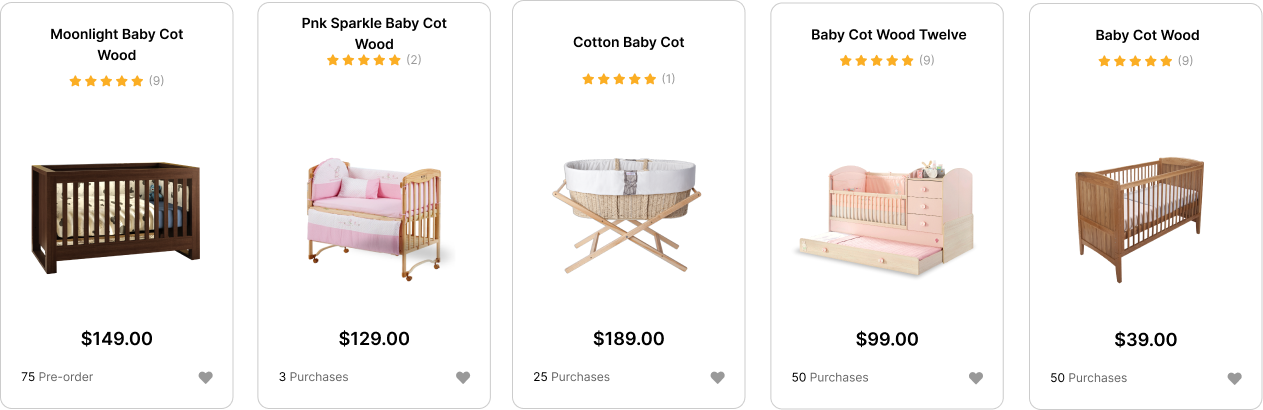 Moonlight Baby Cot
Wood
(9)
$149.00
75 Pre-order
Pnk Sparkle Baby Cot
Wood
(2)
$129.00
3 Purchases
Cotton Baby Cot
(1)
$189.00
25 Purchases
Baby Cot Wood Twelve
(9)
$99.00
50 Purchases
Baby Cot Wood
(9)
$39.00
50 Purchases